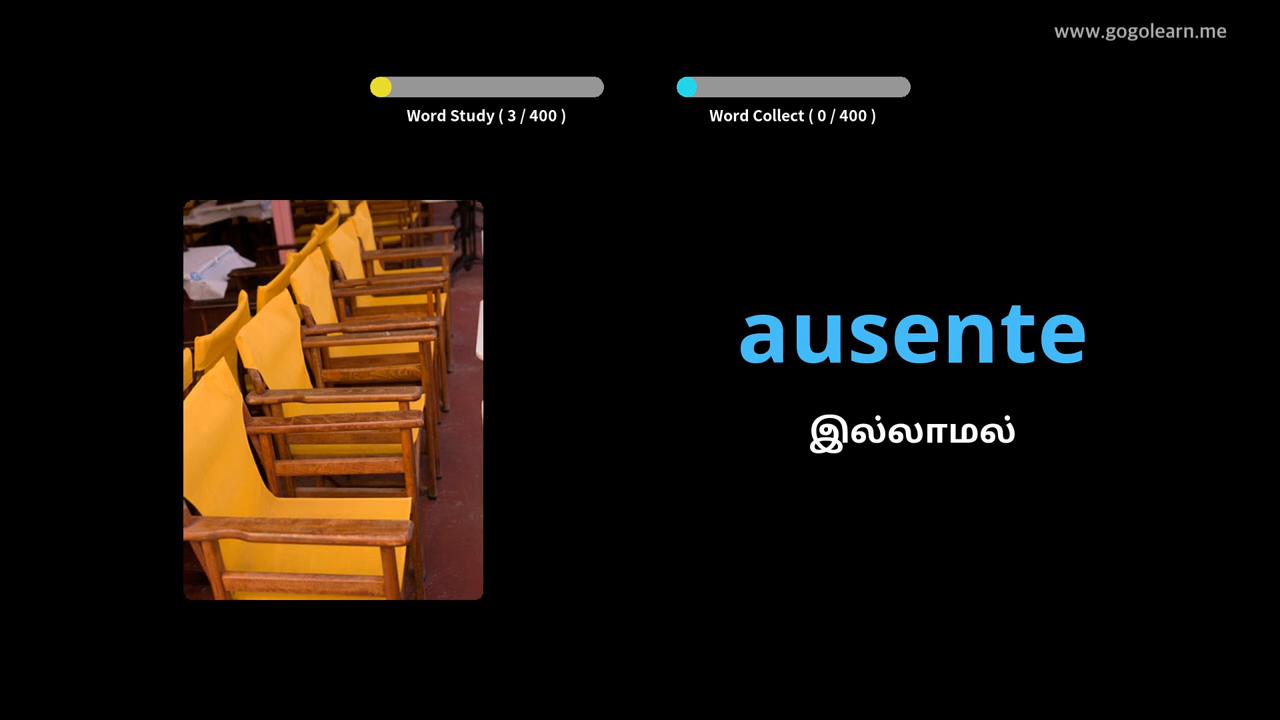 www.gogolearn.me
Word Study ( 3 / 400 )
Word Collect ( 0 / 400 )
ausente
இல்லாமல்